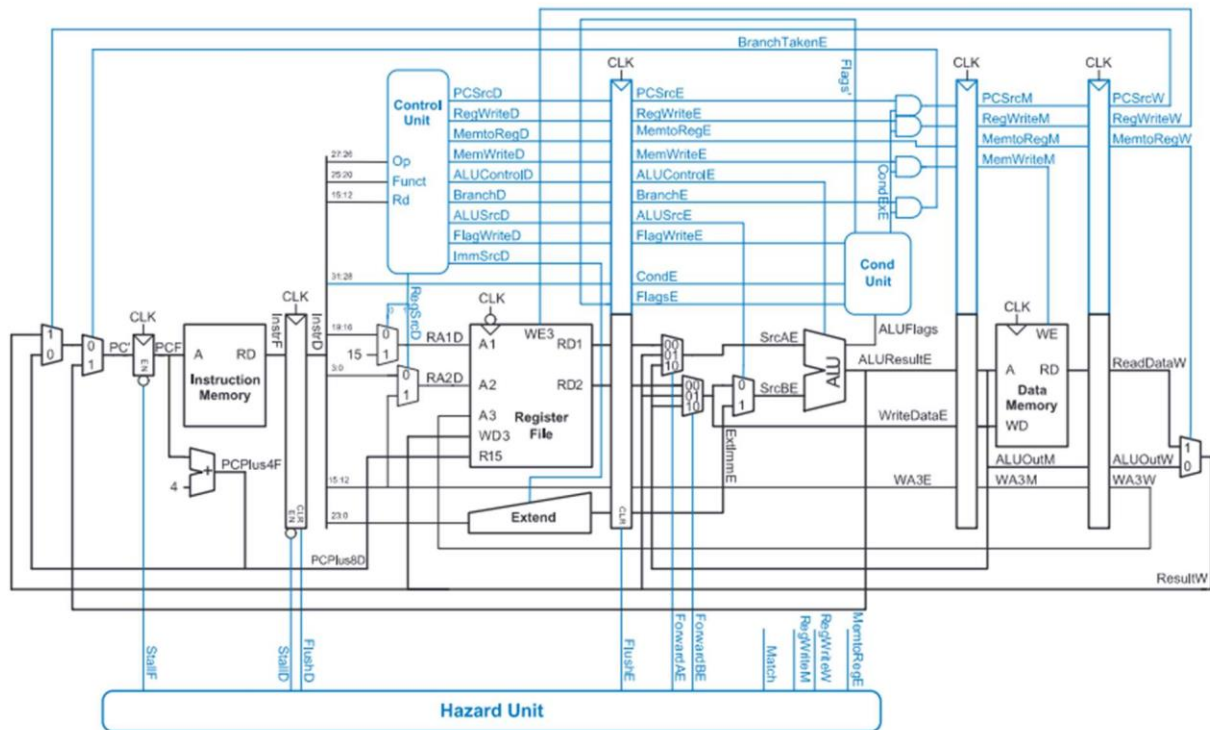 BranchTakenE
CLK
Control
Unit
Op
Funct
Rd
27:26
25:20
15:12
PCSrcD
RegWriteD
MemtoRegD
MemWriteD
ALUControlD
BranchD
ALUSrcD
FlagWriteD
ImmSrcD
PCSrcE
RegWriteE
MemtoRegE
MemWriteE
ALUControlE
BranchE
ALUSrcE
FlagWriteE
CondE
FlagsE
Flags'
CondExE
Cond
Unit
CLK
PCSrcM
RegWriteM
MemtoRegM
MemWriteM
CLK
PCSrcW
RegWriteW
MemtoRegW
31:28
RegSrcD
1
0
0
1
PC'
CLK
EN
PCF
A RD
Instruction
Memory
InstrF
CLK
EN
CLR
InstrD
PCPlus4F
+
4
PCPlus8D
19:16
15
0
1
RA1D
3:0
0
1
RA2D
15:12
23:0
CLK
WE3
A1 RD1
A2 RD2
A3
WD3
R15
Register
File
Extend
CLR
00
01
10
00
01
10
0
1
SrcAE
SrcBE
ExtImmE
ALU
ALUFlags
ALUResultE
WriteDataE
WA3E
CLK
WE
A RD
Data
Memory
WD
ALUOutM
WA3M
ReadDataW
ALUOutW
WA3W
1
0
ResultW
StallF
StallD
FlushD
FlushE
ForwardAE
ForwardBE
Match
RegWriteM
RegWriteW
MemtoRegE
Hazard Unit